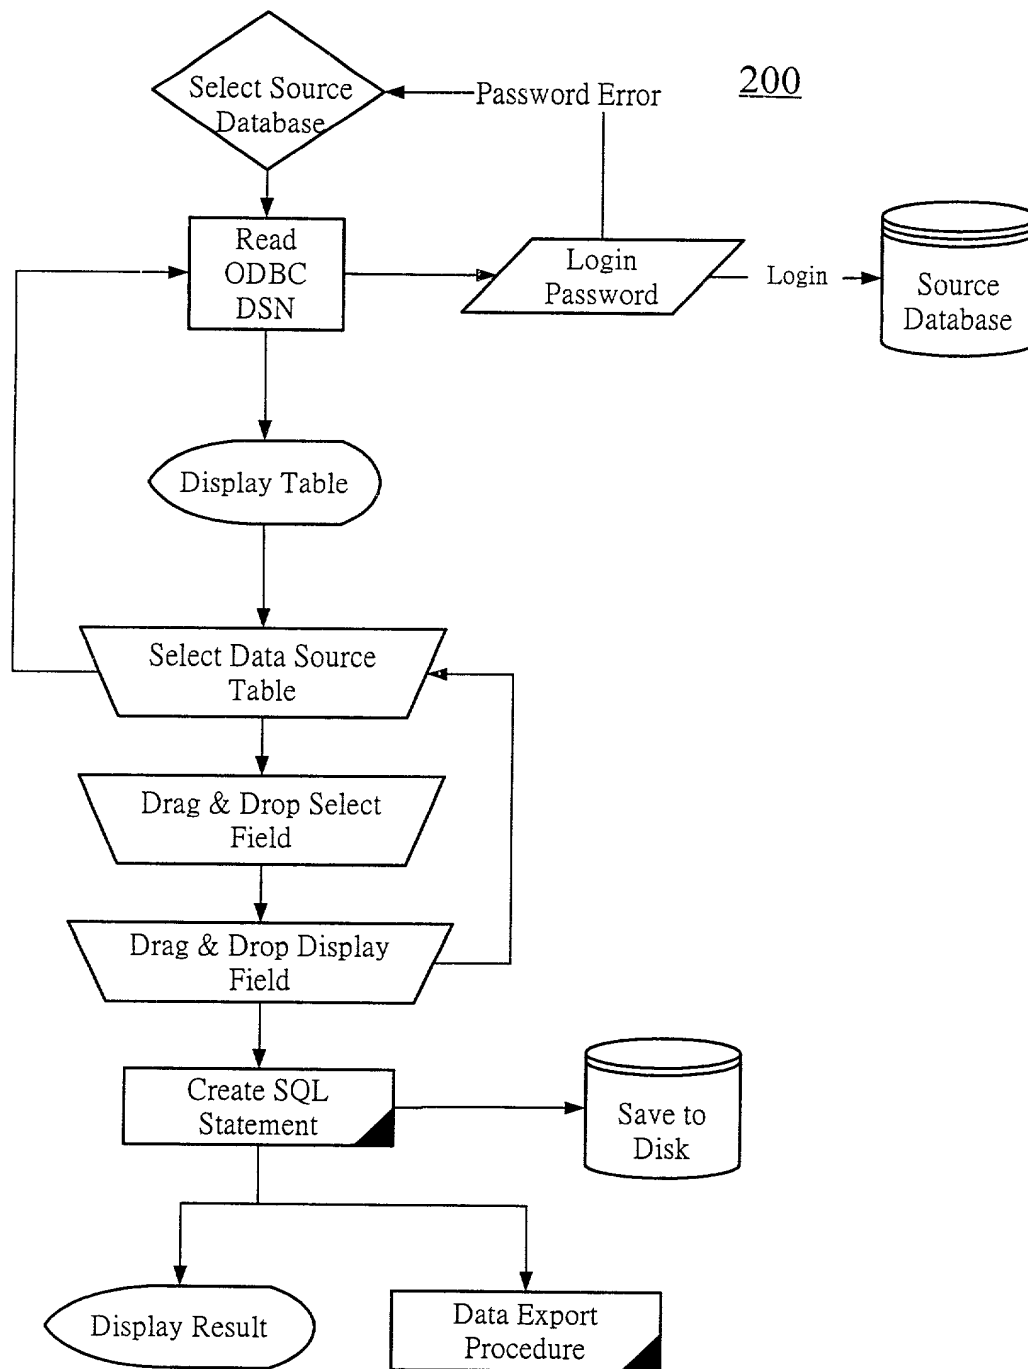 200
Select Source
Database
Password Error
Read
ODBC
DSN
Login
Password
Login
Source
Database
Display Table
Select Data Source
Table
Drag & Drop Select
Field
Drag & Drop Display
Field
Create SQL
Statement
Save to
Disk
Display Result
Data Export
Procedure